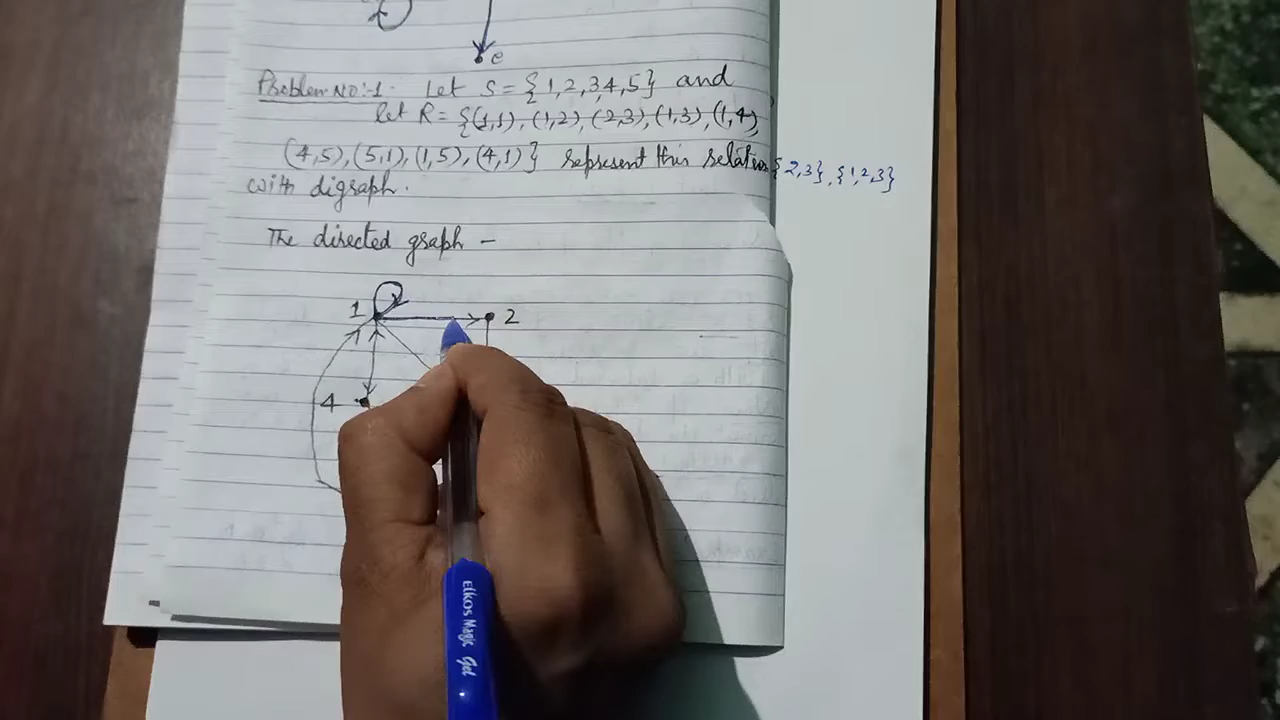 e
Problem NO:-1. Let S = {1,2,3,4,5} and
let R = {(1,1), (1,2), (2,3), (1,3), (1,4),
(4,5), (5,1), (1,5), (4,1)} represent this relation {2,3}, {1,2,3}
with digraph.
The directed graph -
1 2
4
Elkos Magic Gel